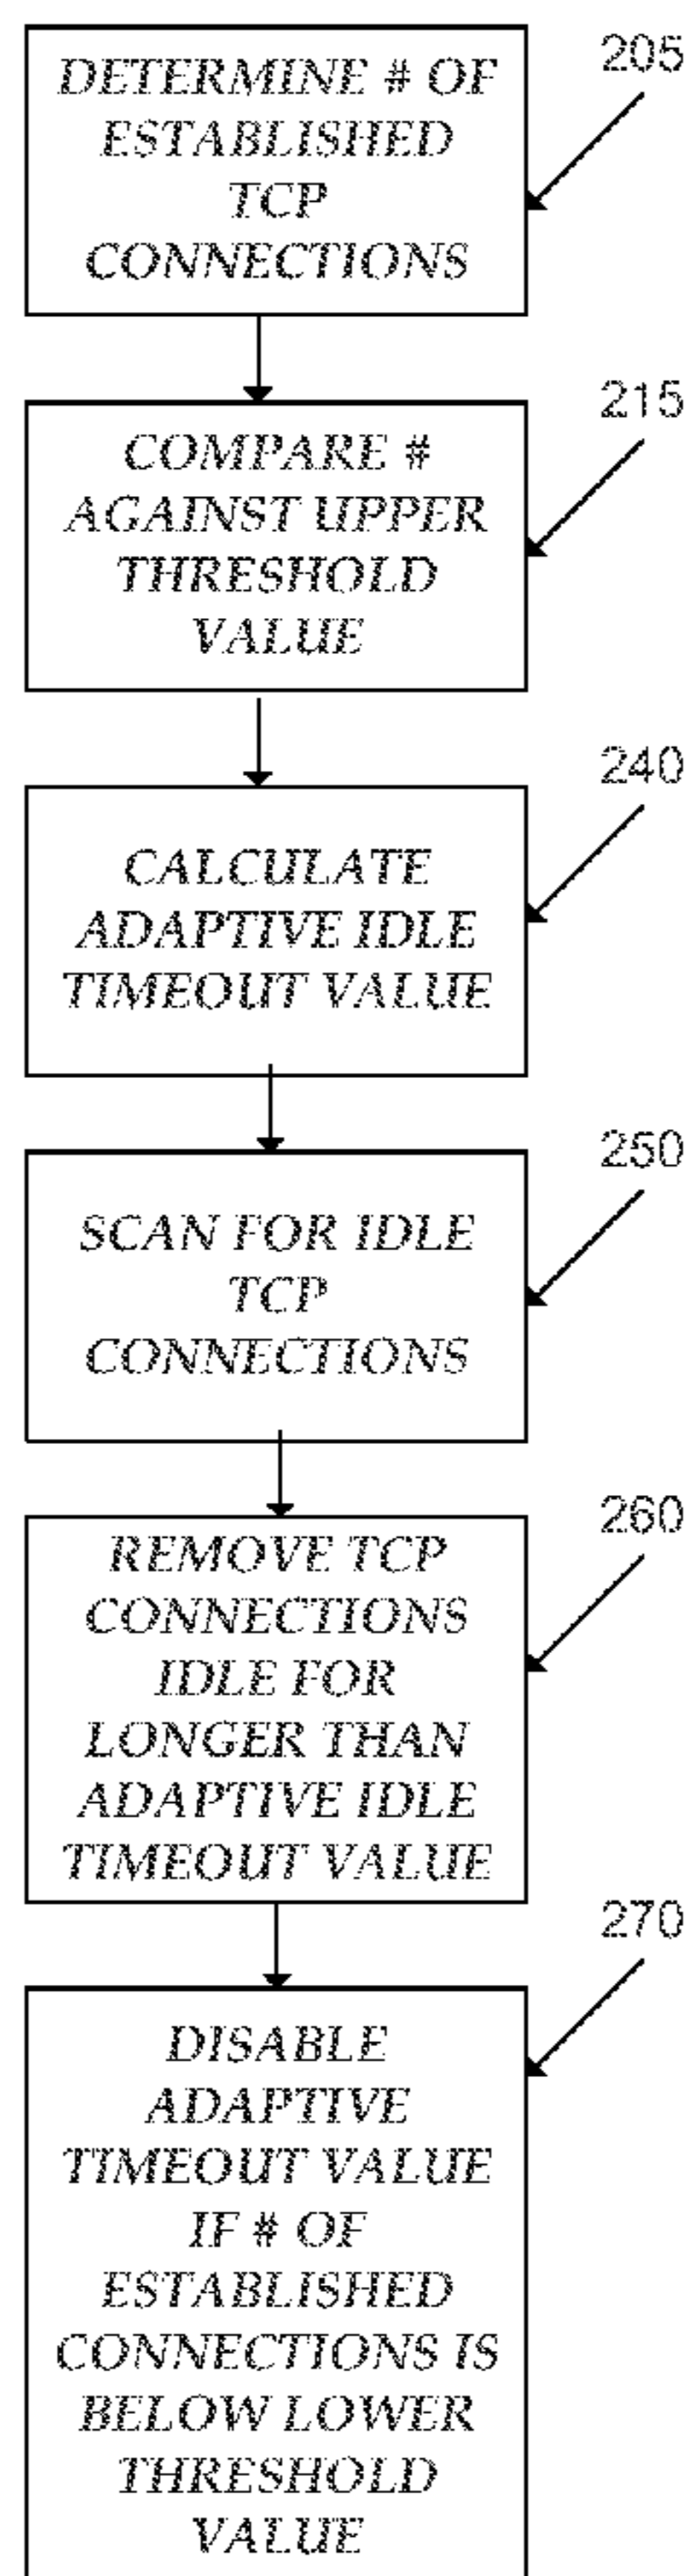 DETERMINE # OF
ESTABLISHED
TCP
CONNECTIONS
205
COMPARE #
AGAINST UPPER
THRESHOLD
VALUE
215
CALCULATE
ADAPTIVE IDLE
TIMEOUT VALUE
240
SCAN FOR IDLE
TCP
CONNECTIONS
250
REMOVE TCP
CONNECTIONS
IDLE FOR
LONGER THAN
ADAPTIVE IDLE
TIMEOUT VALUE
260
DISABLE
ADAPTIVE
TIMEOUT VALUE
IF # OF
ESTABLISHED
CONNECTIONS IS
BELOW LOWER
THRESHOLD
VALUE
270